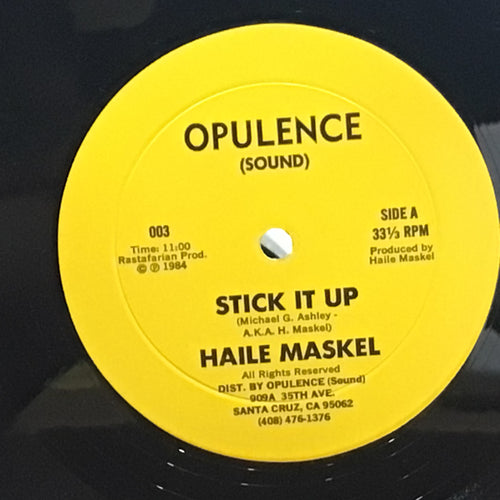 OPULENCE
(SOUND)
003
Time: 11:00
Rastafarian Prod.
© ℗ 1984
SIDE A
33⅓ RPM
Produced by
Haile Maskel
STICK IT UP
(Michael G. Ashley -
A.K.A. H. Maskel)
HAILE MASKEL
All Rights Reserved
DIST. BY OPULENCE (Sound)
909A 35TH AVE.
SANTA CRUZ, CA 95062
(408) 476-1376